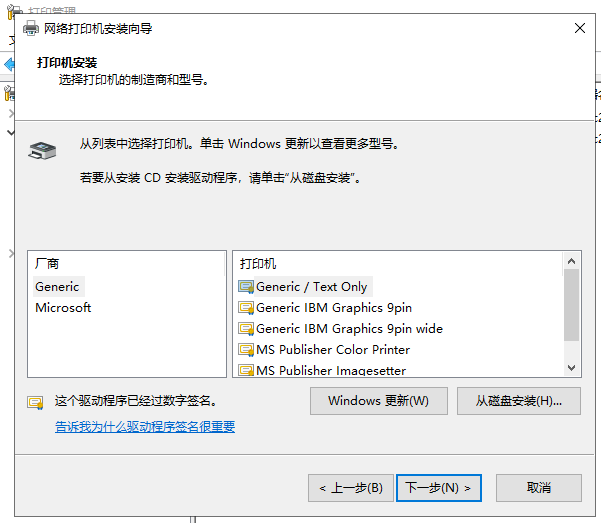 打印管理
网络打印机安装向导
打印机安装
选择打印机的制造商和型号。
从列表中选择打印机。单击 Windows 更新以查看更多型号。
若要从安装 CD 安装驱动程序，请单击“从磁盘安装”。
厂商
Generic
Microsoft
打印机
Generic / Text Only
Generic IBM Graphics 9pin
Generic IBM Graphics 9pin wide
MS Publisher Color Printer
MS Publisher Imagesetter
这个驱动程序已经过数字签名。
告诉我为什么驱动程序签名很重要
Windows 更新(W)
从磁盘安装(H)...
< 上一步(B)
下一步(N) >
取消